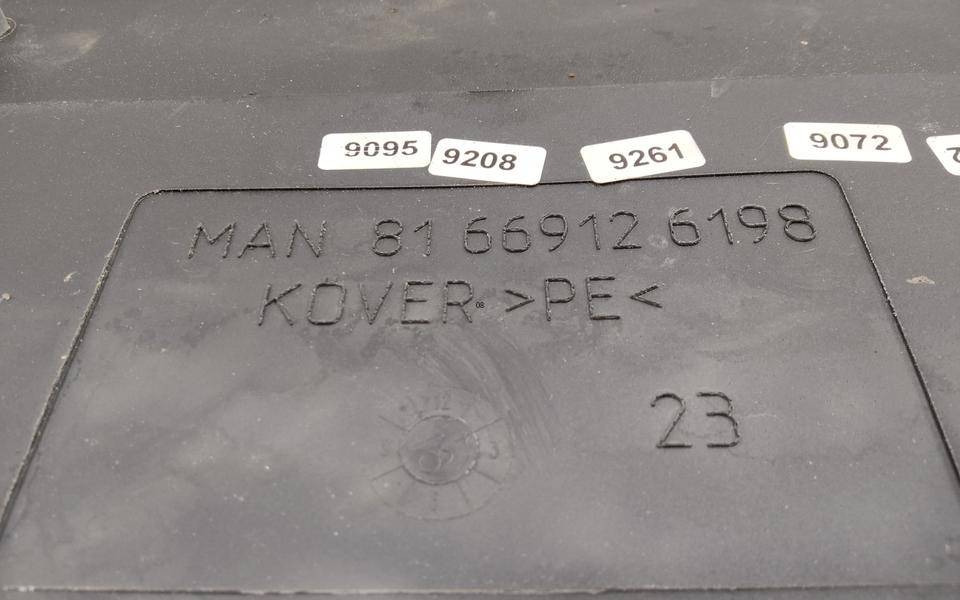 9095 9208 9261 9072
MAN 81 66912 6198
KÖVER >PE<
23